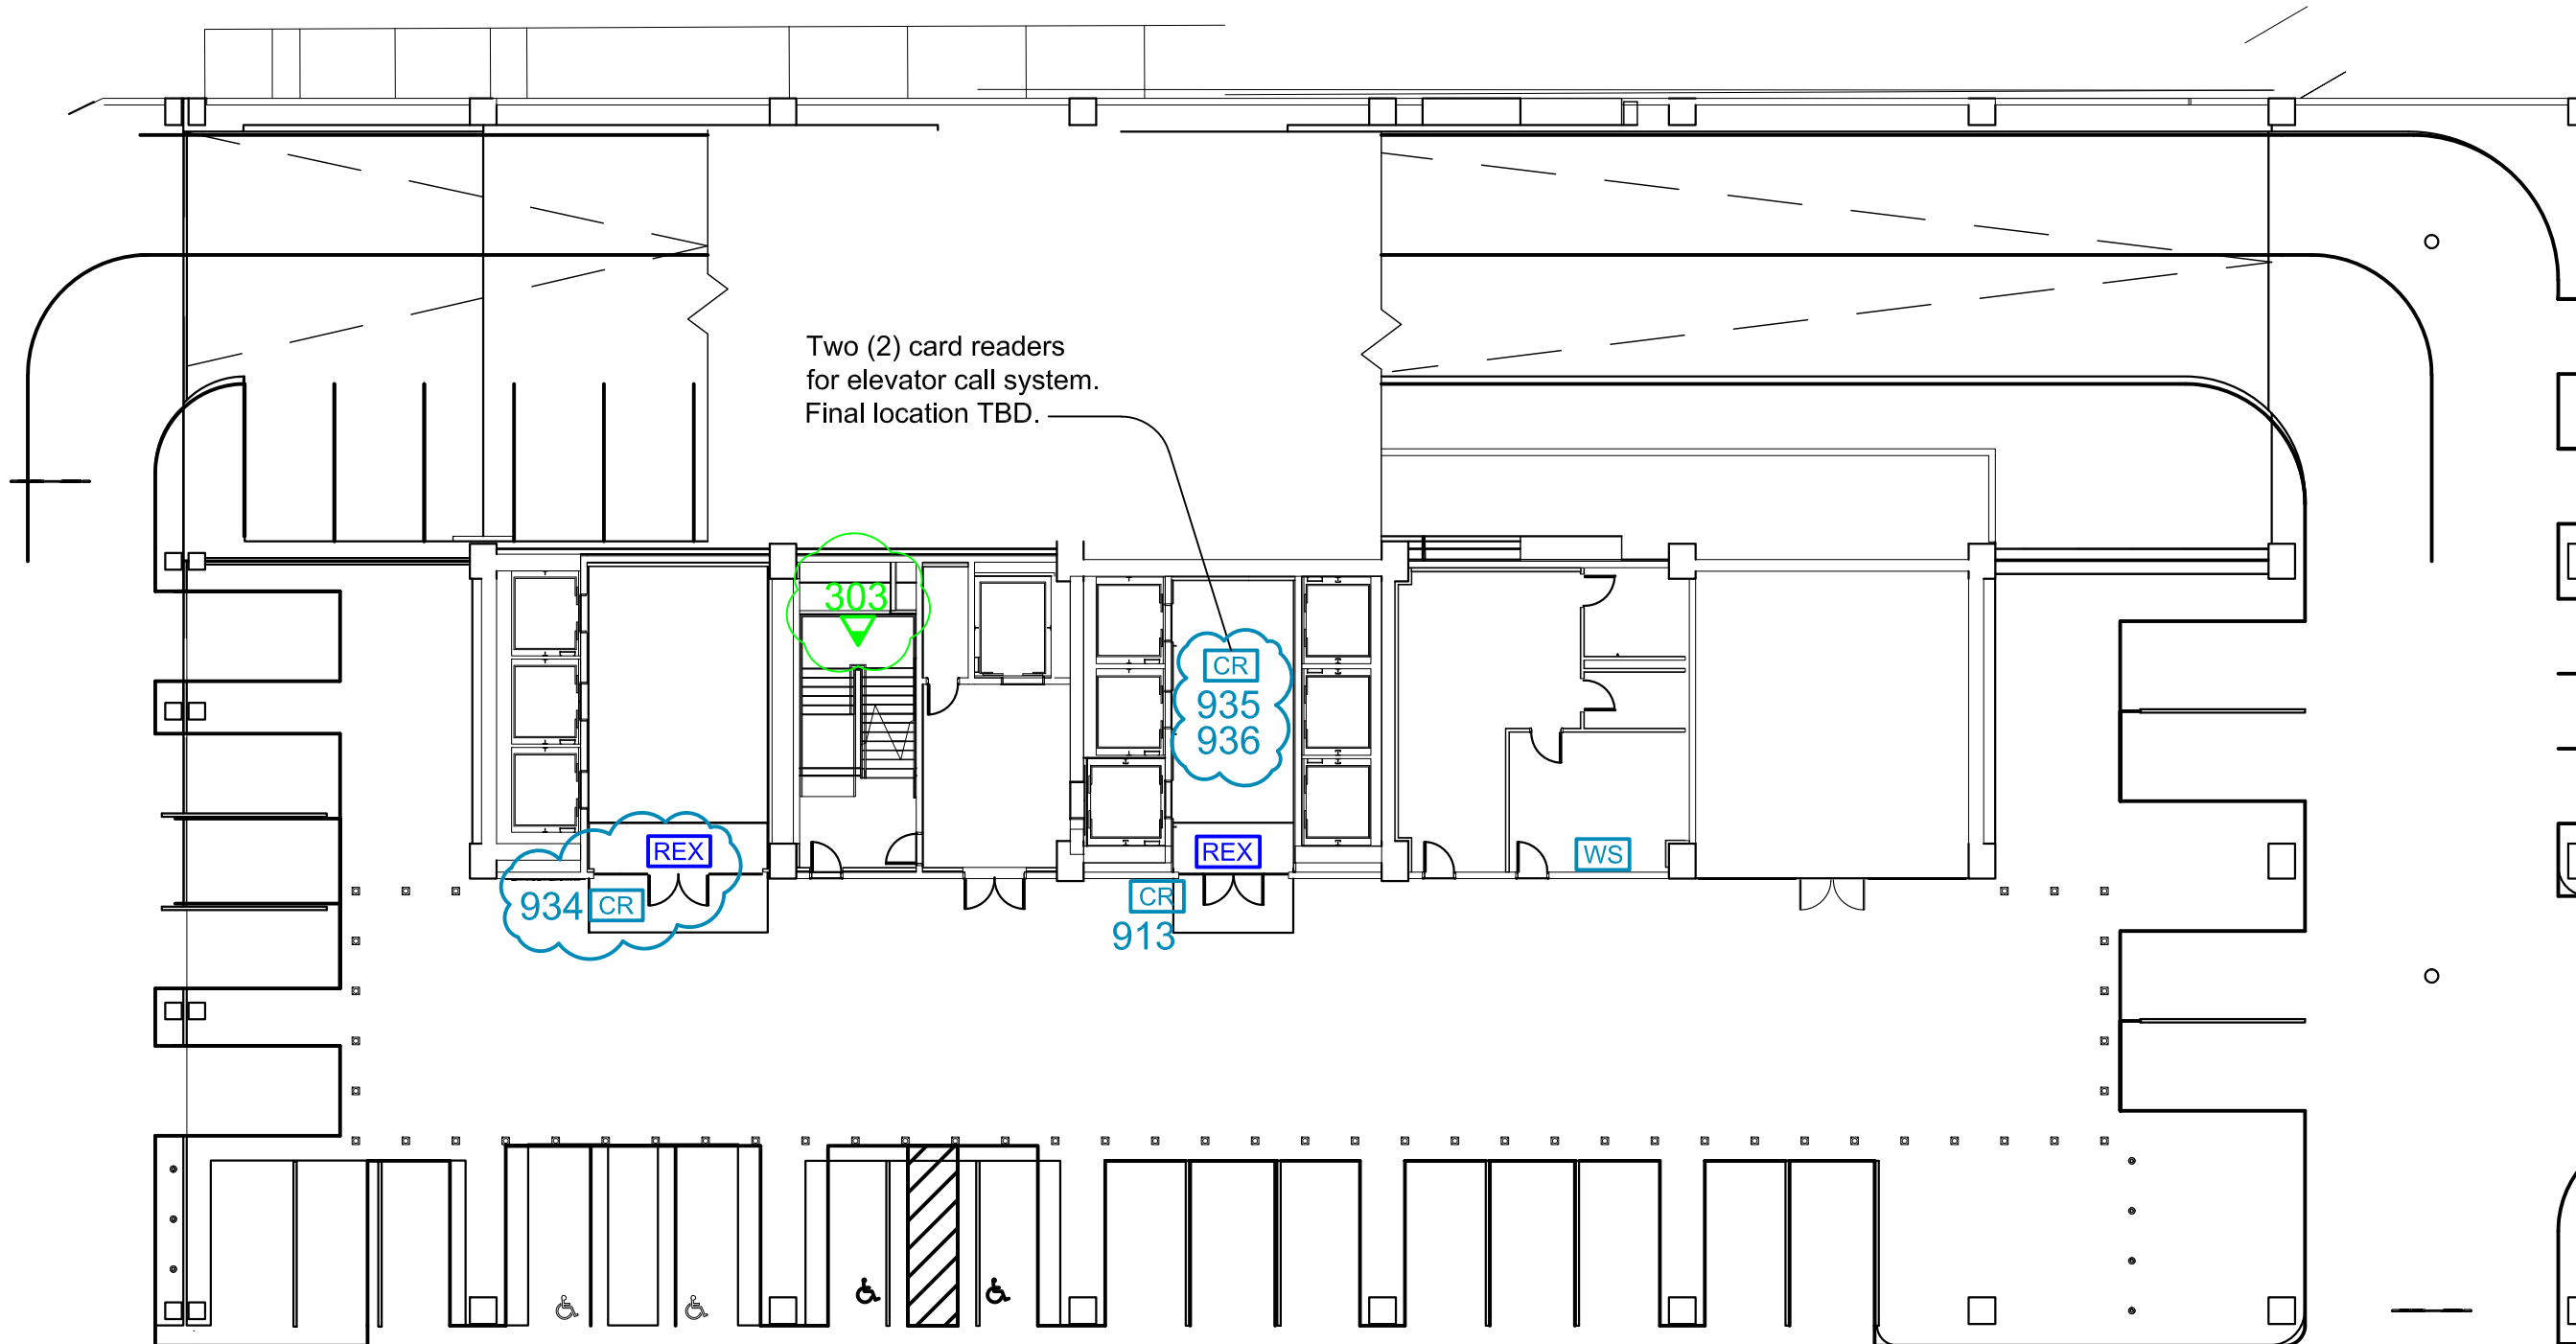 Two (2) card readers
for elevator call system.
Final location TBD.
303
CR
935
936
REX
REX
WS
934 CR
CR
913